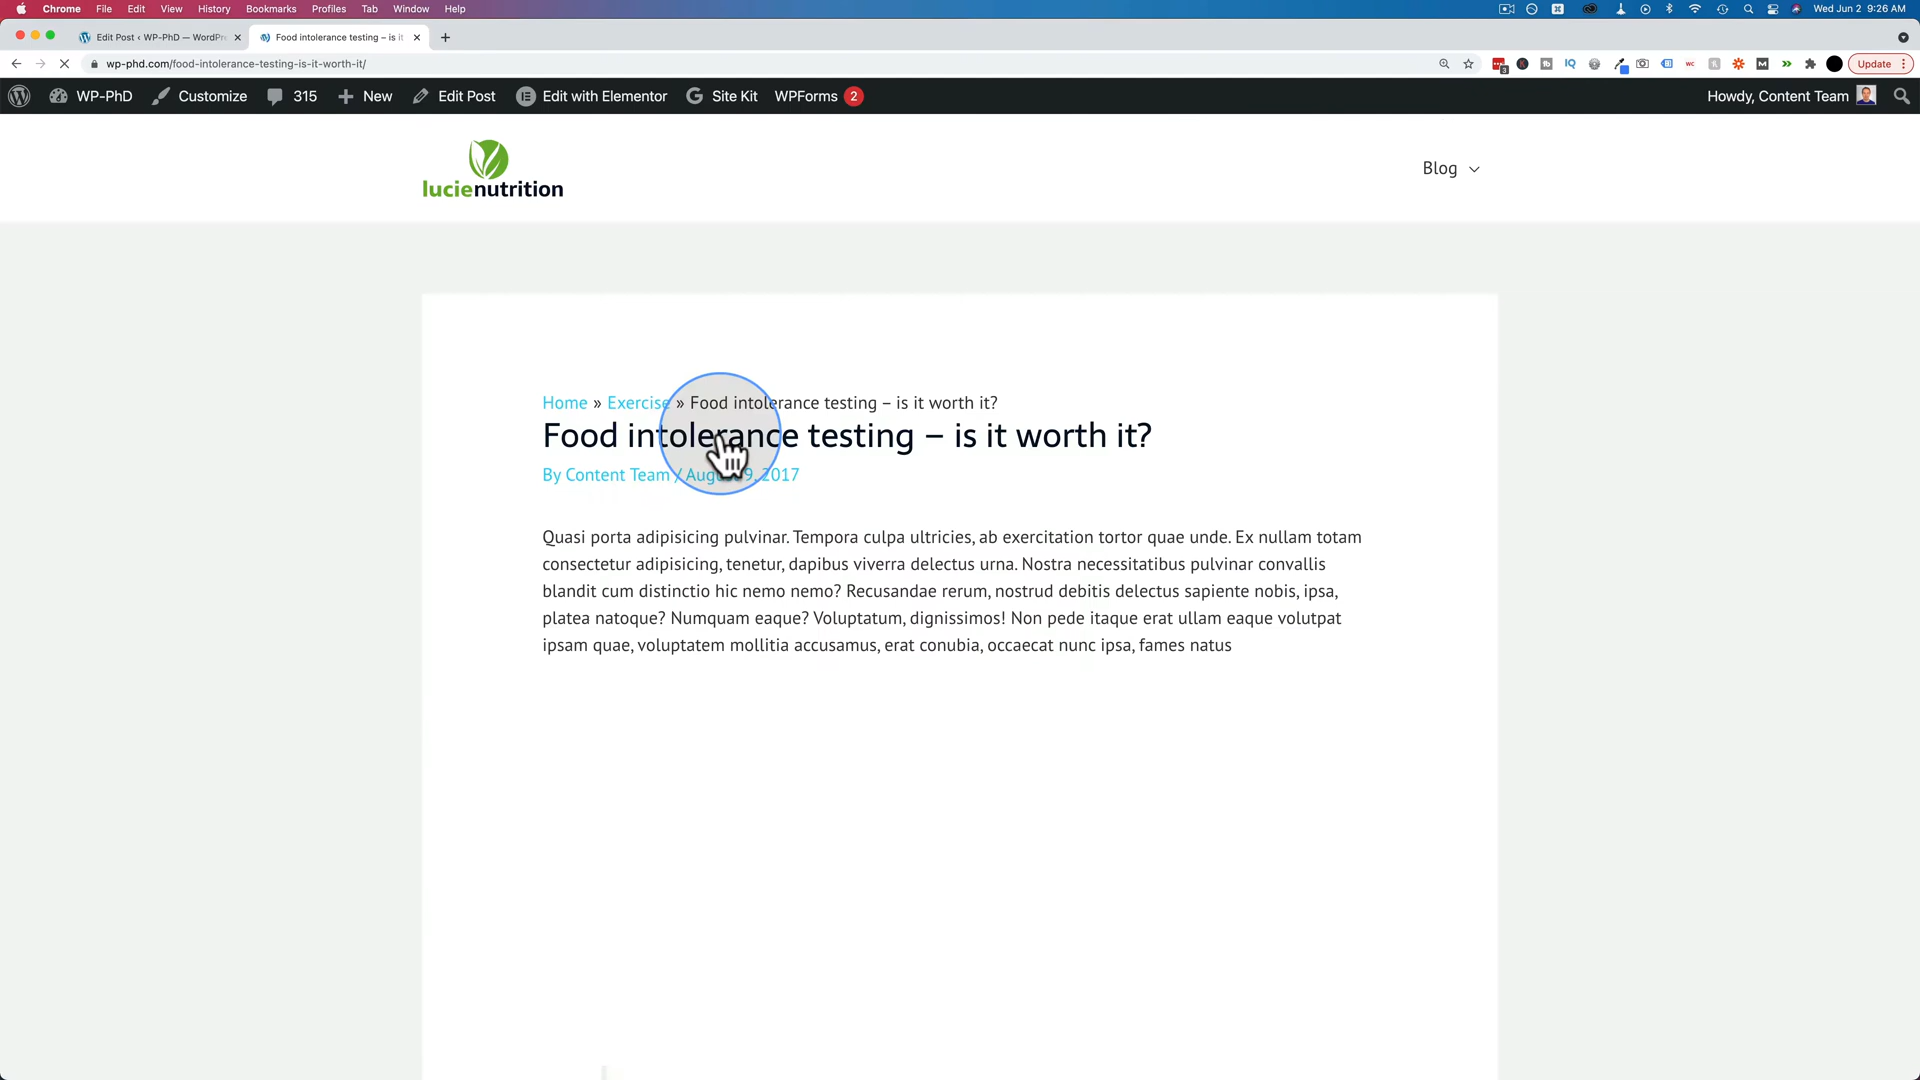 Chrome File Edit View History Bookmarks Profiles Tab Window Help Wed Jun 2 9:26 AM
Edit Post ‹ WP-PhD — WordPr
Food intolerance testing – is it
wp-phd.com/food-intolerance-testing-is-it-worth-it/
Update
WP-PhD Customize 315 New Edit Post Edit with Elementor Site Kit WPForms 2 Howdy, Content Team
lucienutrition
Blog
Home » Exercise » Food intolerance testing – is it worth it?
Food intolerance testing – is it worth it?
By Content Team / August 9, 2017
Quasi porta adipisicing pulvinar. Tempora culpa ultricies, ab exercitation tortor quae unde. Ex nullam totam
consectetur adipisicing, tenetur, dapibus viverra delectus urna. Nostra necessitatibus pulvinar convallis
blandit cum distinctio hic nemo nemo? Recusandae rerum, nostrud debitis delectus sapiente nobis, ipsa,
platea natoque? Numquam eaque? Voluptatum, dignissimos! Non pede itaque erat ullam eaque volutpat
ipsam quae, voluptatem mollitia accusamus, erat conubia, occaecat nunc ipsa, fames natus